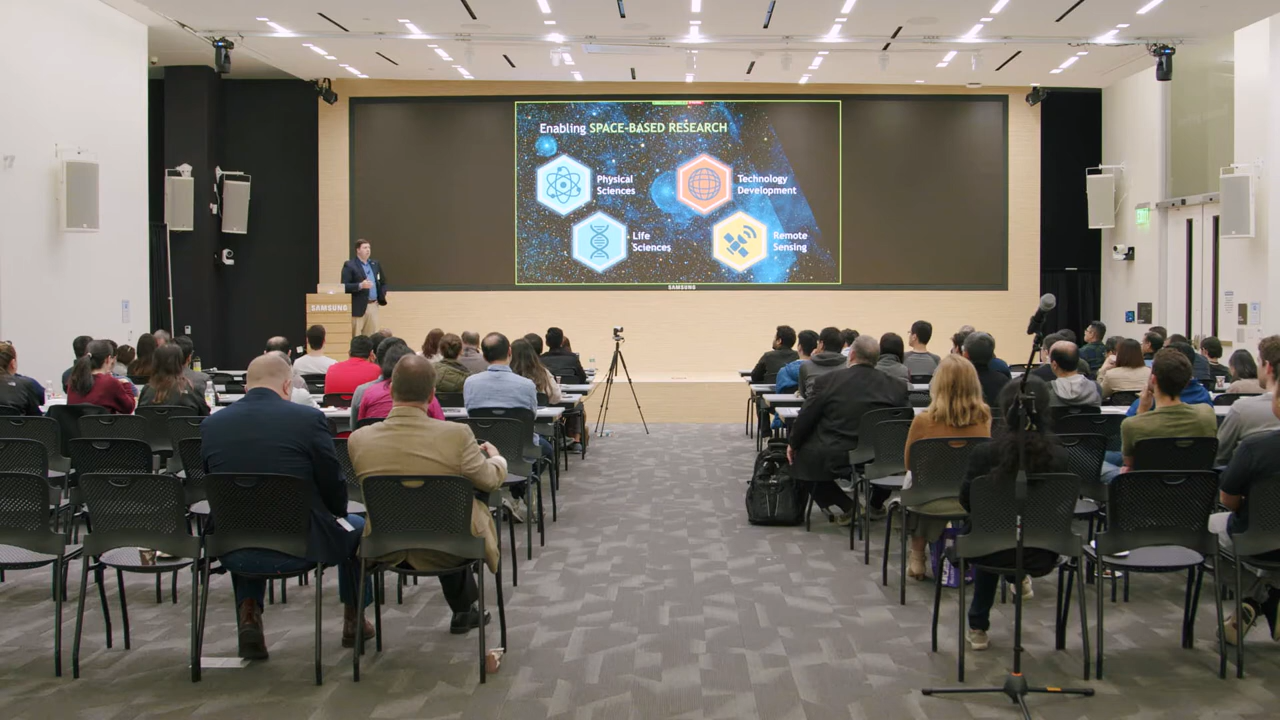 Enabling SPACE-BASED RESEARCH
Physical
Sciences
Technology
Development
Life
Sciences
Remote
Sensing
SAMSUNG
SAMSUNG